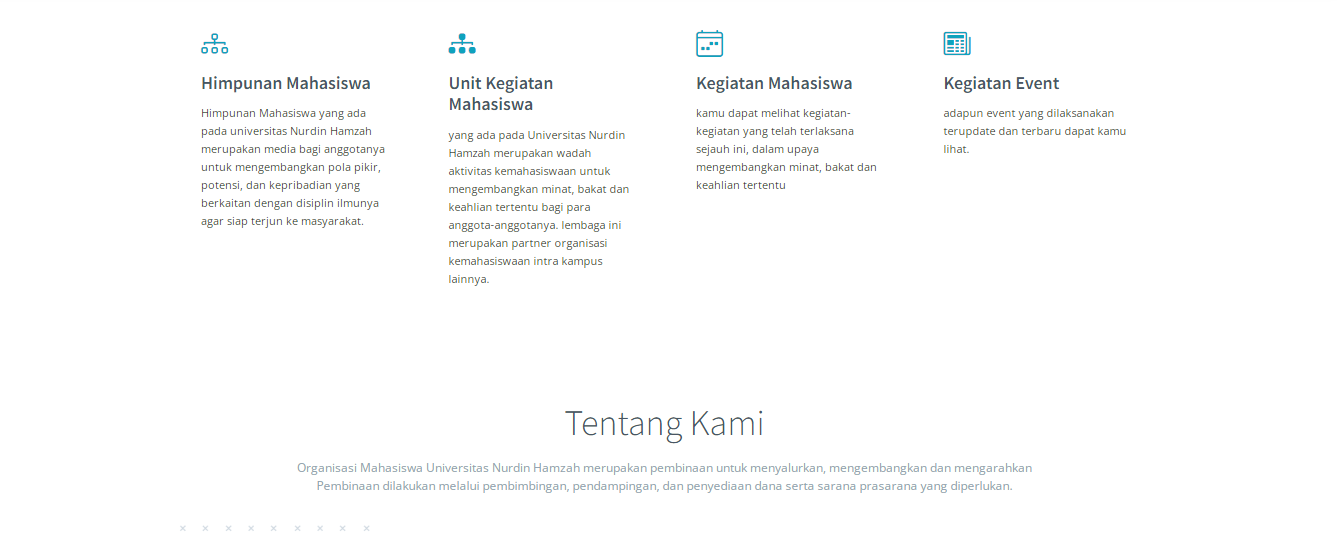 Himpunan Mahasiswa
Himpunan Mahasiswa yang ada
pada universitas Nurdin Hamzah
merupakan media bagi anggotanya
untuk mengembangkan pola pikir,
potensi, dan kepribadian yang
berkaitan dengan disiplin ilmunya
agar siap terjun ke masyarakat.
Unit Kegiatan
Mahasiswa
yang ada pada Universitas Nurdin
Hamzah merupakan wadah
aktivitas kemahasiswaan untuk
mengembangkan minat, bakat dan
keahlian tertentu bagi para
anggota-anggotanya. lembaga ini
merupakan partner organisasi
kemahasiswaan intra kampus
lainnya.
Kegiatan Mahasiswa
kamu dapat melihat kegiatan-
kegiatan yang telah terlaksana
sejauh ini, dalam upaya
mengembangkan minat, bakat dan
keahlian tertentu
Kegiatan Event
adapun event yang dilaksanakan
terupdate dan terbaru dapat kamu
lihat.
Tentang Kami
Organisasi Mahasiswa Universitas Nurdin Hamzah merupakan pembinaan untuk menyalurkan, mengembangkan dan mengarahkan
Pembinaan dilakukan melalui pembimbingan, pendampingan, dan penyediaan dana serta sarana prasarana yang diperlukan.